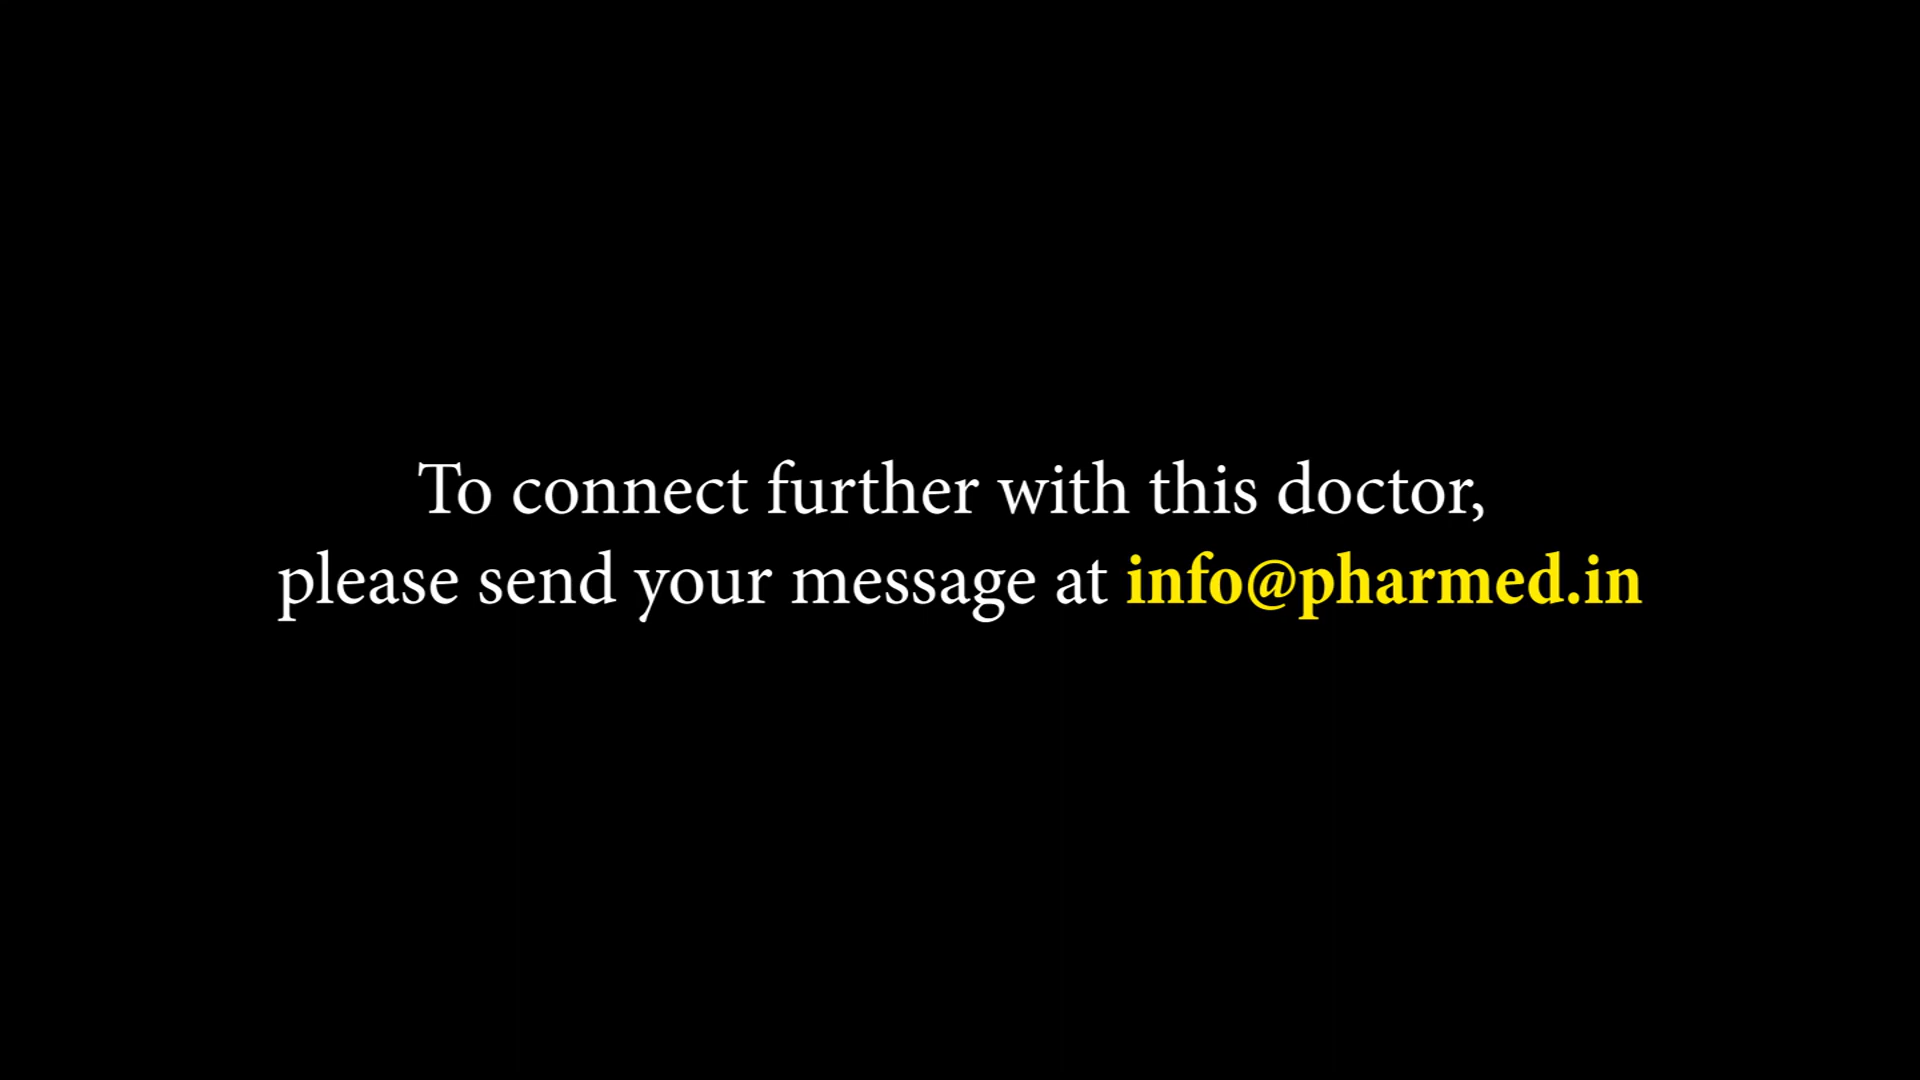 To connect further with this doctor,
please send your message at info@pharmed.in